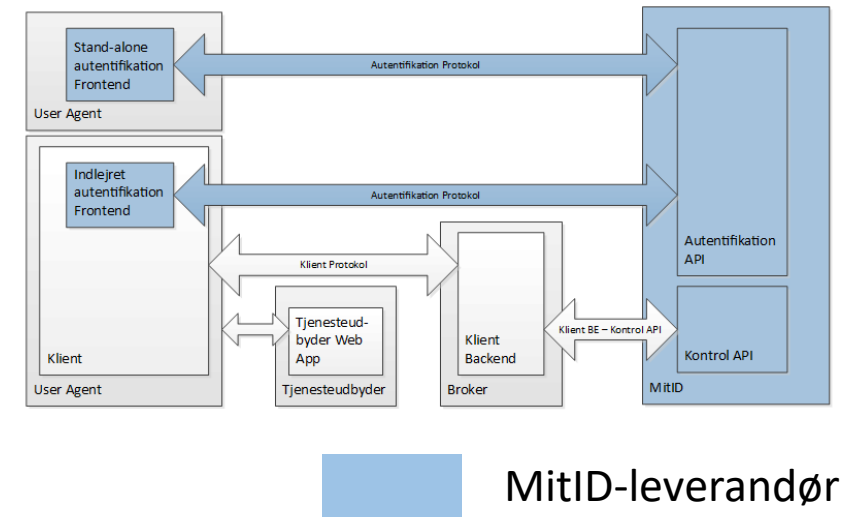 Stand-alone
autentifikation
Frontend
User Agent
Autentifikation Protokol
Indlejret
autentifikation
Frontend
Autentifikation Protokol
Autentifikation
API
Klient Protokol
Tjenesteud-
byder Web
App
Klient
Backend
Klient BE – Kontrol API
Kontrol API
Klient
User Agent
Tjenesteudbyder
Broker
MitID
MitID-leverandør